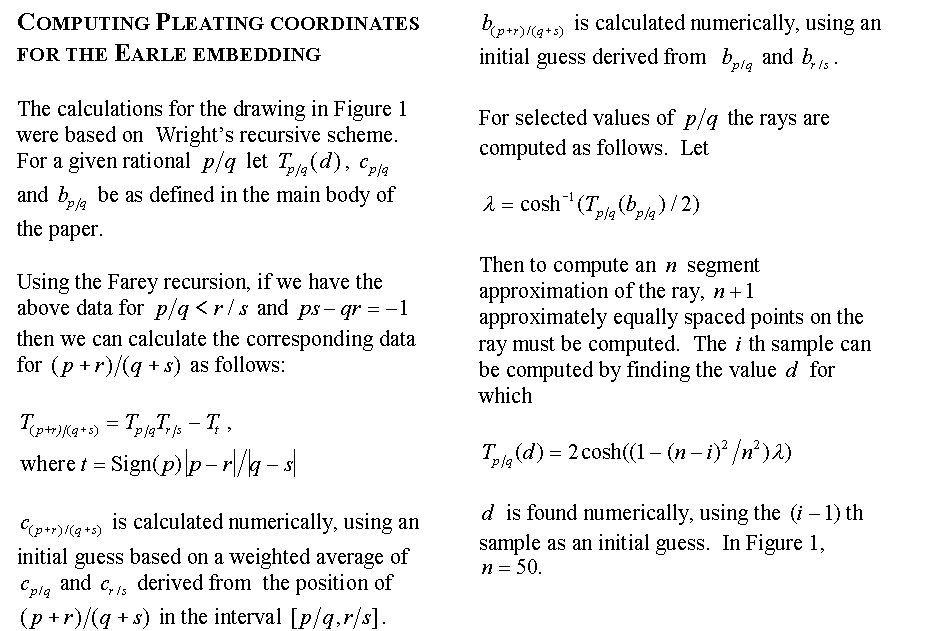 COMPUTING PLEATING COORDINATES
FOR THE EARLE EMBEDDING
The calculations for the drawing in Figure 1
were based on Wright's recursive scheme.
For a given rational p/q let T_{p/q}(d), c_{p/q}
and b_{p/q} be as defined in the main body of
the paper.
Using the Farey recursion, if we have the
above data for p/q < r/s and ps − qr = −1
then we can calculate the corresponding data
for (p+r)/(q+s) as follows:
T_{(p+r)/(q+s)} = T_{p/q}T_{r/s} − T_t ,
where t = Sign(p)|p − r|/|q − s|
c_{(p+r)/(q+s)} is calculated numerically, using an
initial guess based on a weighted average of
c_{p/q} and c_{r/s} derived from the position of
(p+r)/(q+s) in the interval [p/q,r/s].
b_{(p+r)/(q+s)} is calculated numerically, using an
initial guess derived from b_{p/q} and b_{r/s}.
For selected values of p/q the rays are
computed as follows. Let
λ = cosh⁻¹(T_{p/q}(b_{p/q})/2)
Then to compute an n segment
approximation of the ray, n+1
approximately equally spaced points on the
ray must be computed. The i th sample can
be computed by finding the value d for
which
T_{p/q}(d) = 2cosh((1 − (n − i)²/n²)λ)
d is found numerically, using the (i − 1) th
sample as an initial guess. In Figure 1,
n = 50.